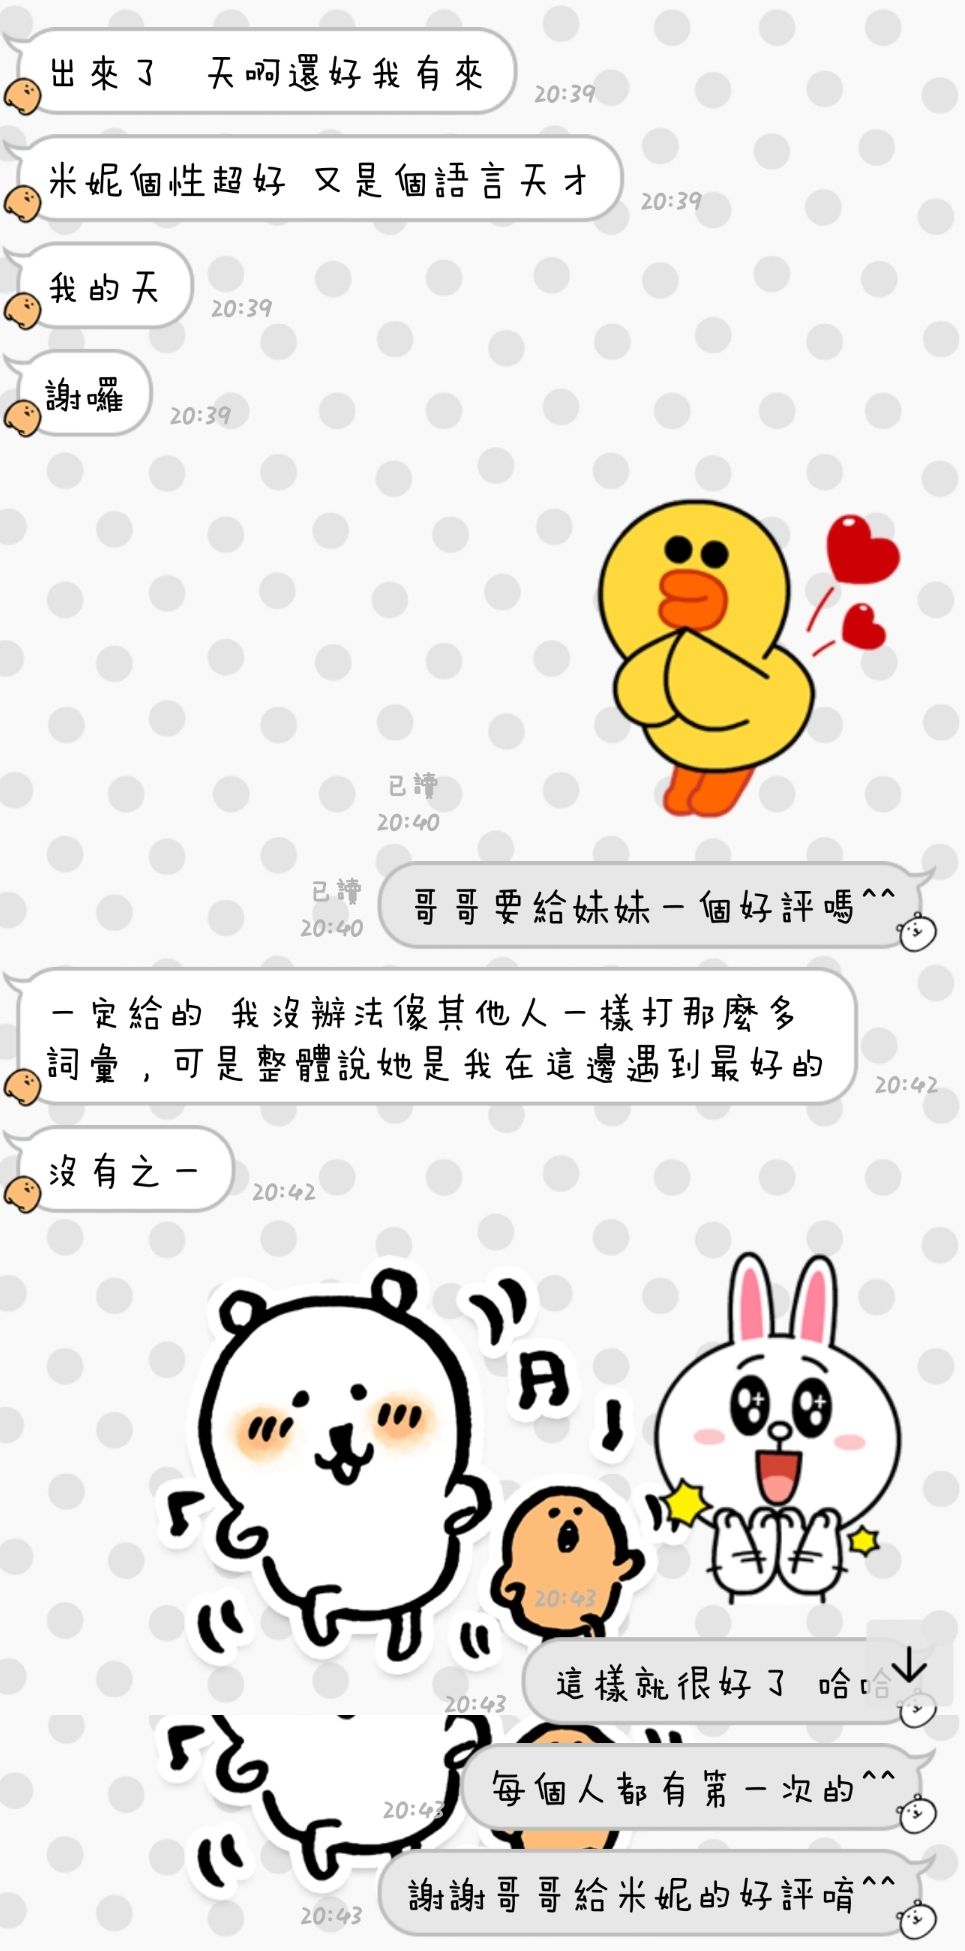 出來了 天啊還好我有來
20:39
米妮個性超好 又是個語言天才
20:39
我的天
20:39
謝囉
20:39
已讀
20:40
哥哥要給妹妹一個好評嗎^^
已讀
20:40
一定給的 我沒辦法像其他人一樣打那麼多
詞彙，可是整體說她是我在這邊遇到最好的
20:42
沒有之一
20:42
20:43
這樣就很好了 哈哈
20:43
每個人都有第一次的^^
20:43
謝謝哥哥給米妮的好評唷^^
20:43